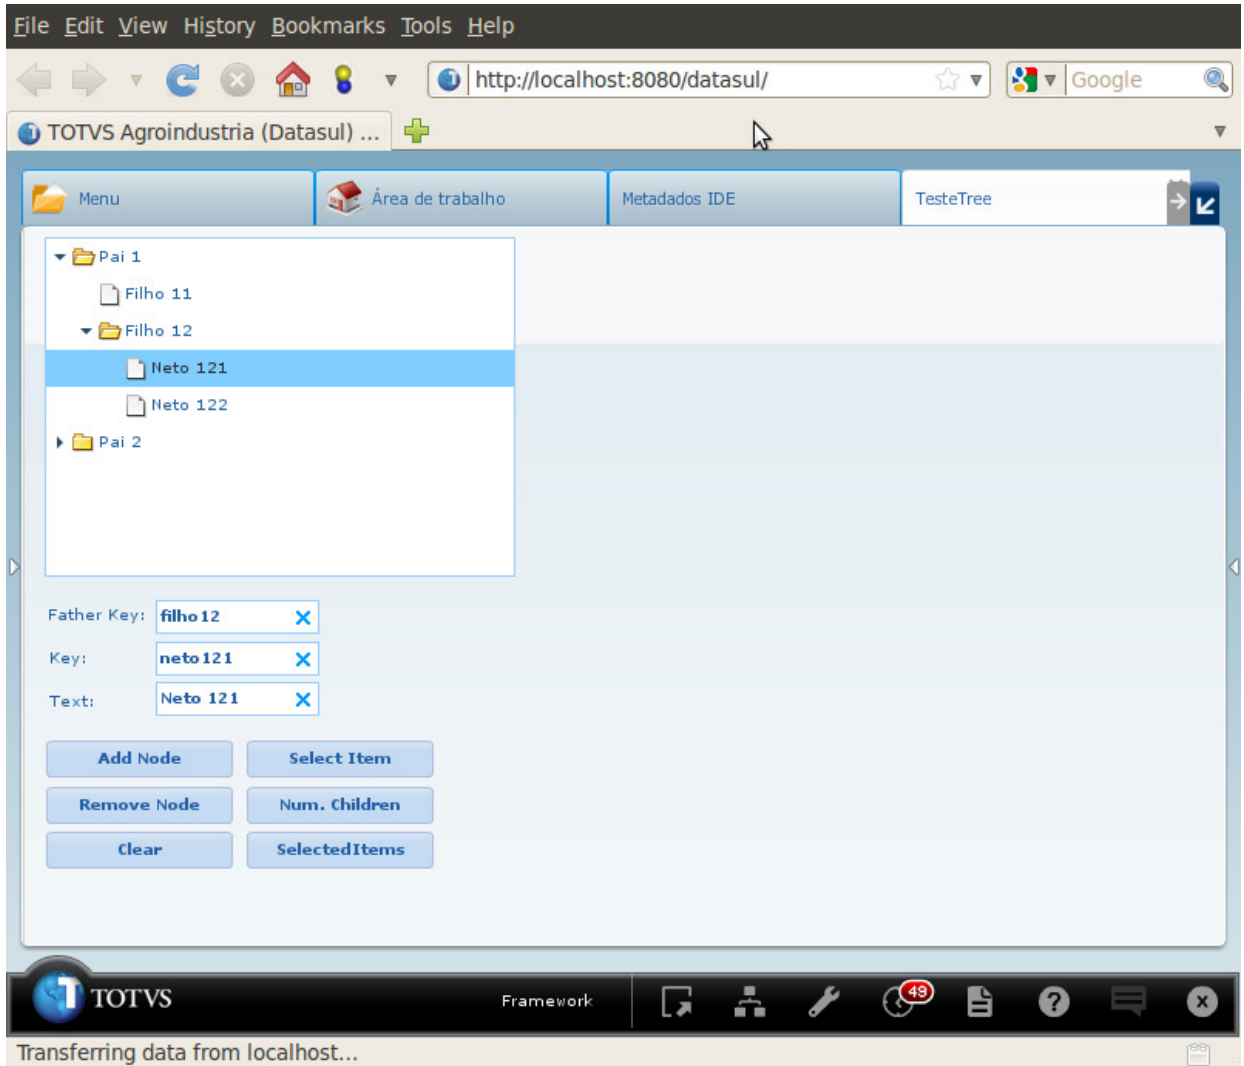 File Edit View History Bookmarks Tools Help
http://localhost:8080/datasul/ Google
TOTVS Agroindustria (Datasul) ...
Menu Área de trabalho Metadados IDE TesteTree
Pai 1
Filho 11
Filho 12
Neto 121
Neto 122
Pai 2
Father Key: filho12
Key: neto121
Text: Neto 121
Add Node Select Item
Remove Node Num. Children
Clear SelectedItems
TOTVS Framework 49
Transferring data from localhost...